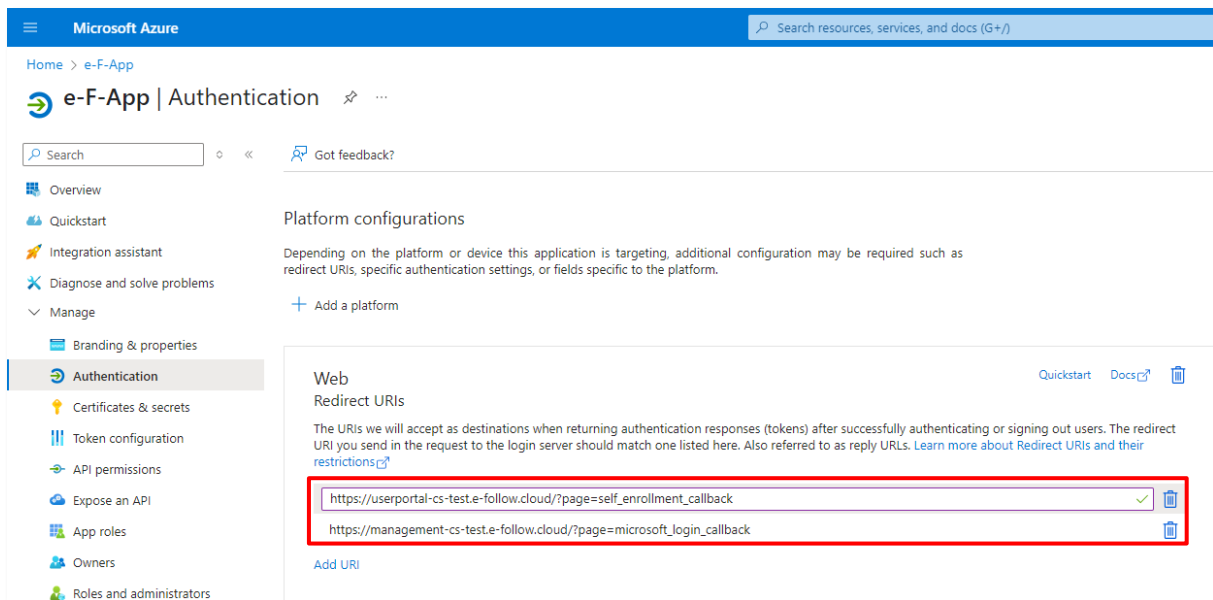 Microsoft Azure
Search resources, services, and docs (G+/)
Home > e-F-App
e-F-App | Authentication
Search
Got feedback?
Overview
Quickstart
Integration assistant
Diagnose and solve problems
Manage
Branding & properties
Authentication
Certificates & secrets
Token configuration
API permissions
Expose an API
App roles
Owners
Roles and administrators
Platform configurations
Depending on the platform or device this application is targeting, additional configuration may be required such as
redirect URIs, specific authentication settings, or fields specific to the platform.
Add a platform
Web
Quickstart
Docs
Redirect URIs
The URIs we will accept as destinations when returning authentication responses (tokens) after successfully authenticating or signing out users. The redirect
URI you send in the request to the login server should match one listed here. Also referred to as reply URLs. Learn more about Redirect URIs and their
restrictions
https://userportal-cs-test.e-follow.cloud/?page=self_enrollment_callback
https://management-cs-test.e-follow.cloud/?page=microsoft_login_callback
Add URI